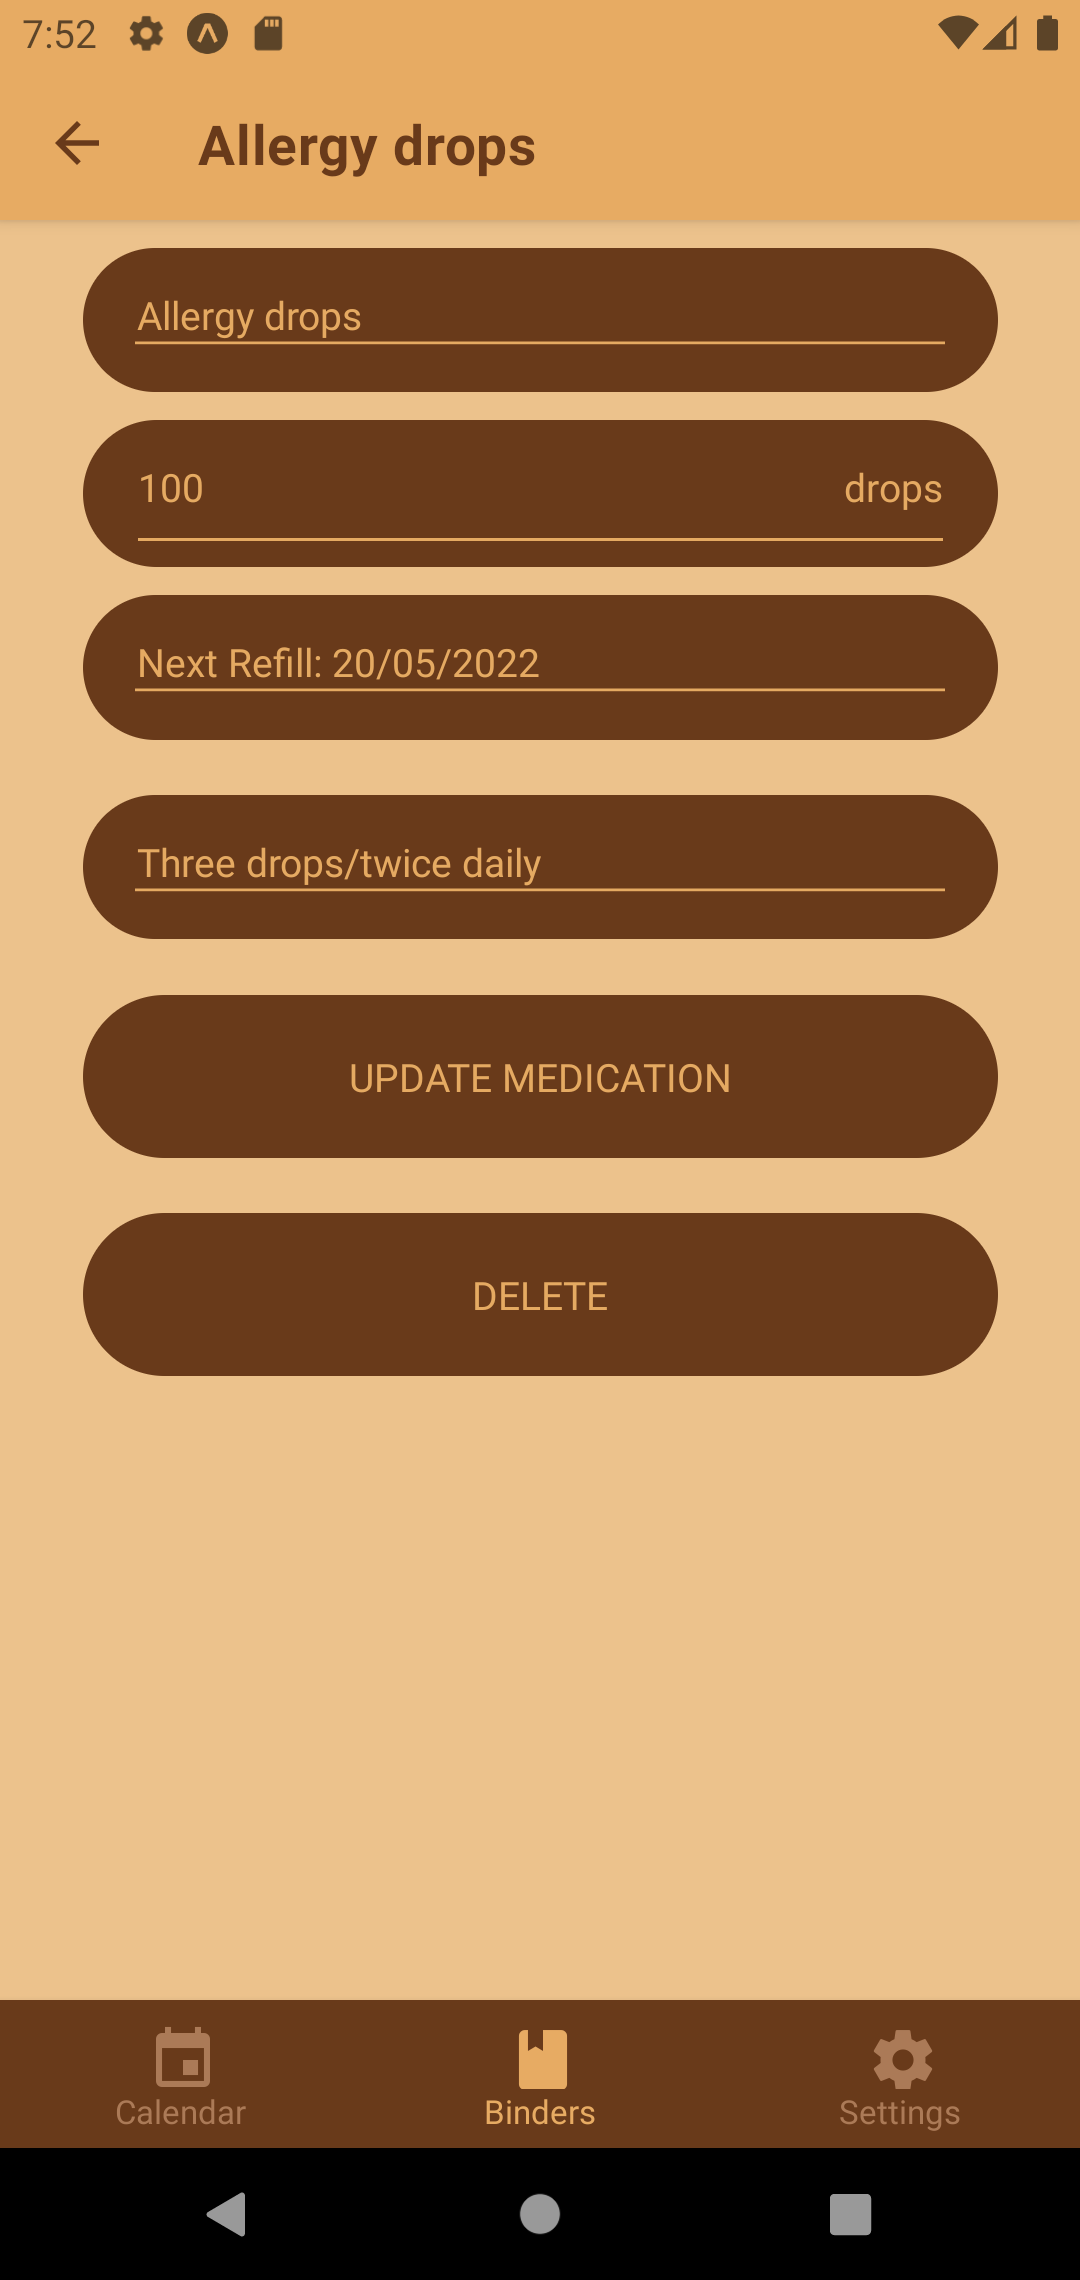 7:52
Allergy drops
Allergy drops
100 drops
Next Refill: 20/05/2022
Three drops/twice daily
UPDATE MEDICATION
DELETE
Calendar Binders Settings